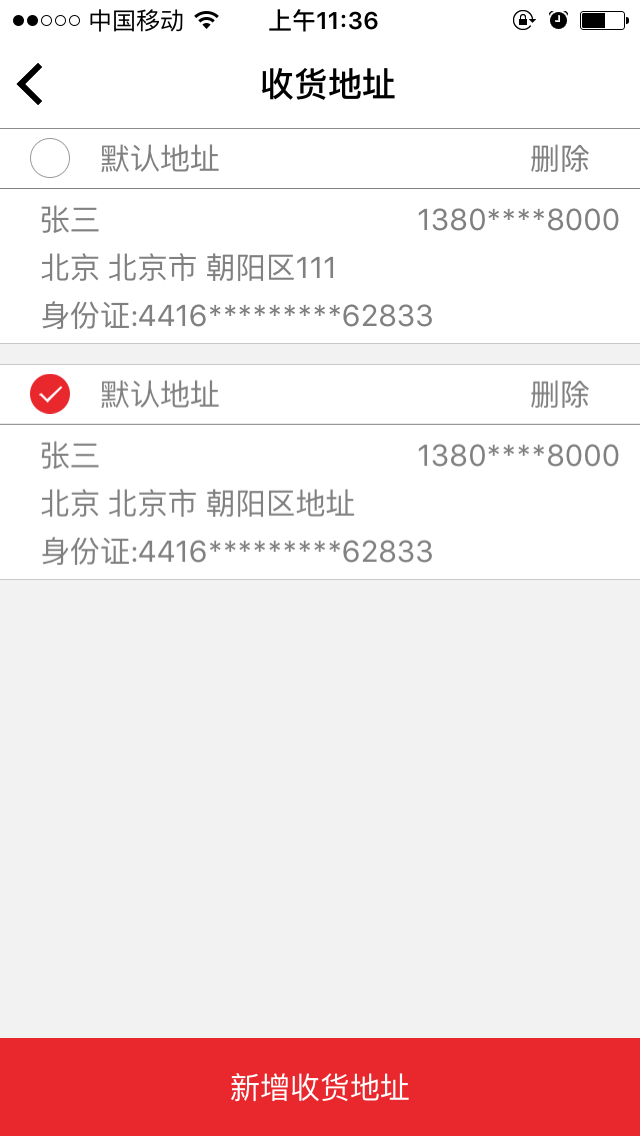 中国移动 上午11:36
收货地址
默认地址 删除
张三 1380****8000
北京 北京市 朝阳区111
身份证:4416*********62833
默认地址 删除
张三 1380****8000
北京 北京市 朝阳区地址
身份证:4416*********62833
新增收货地址